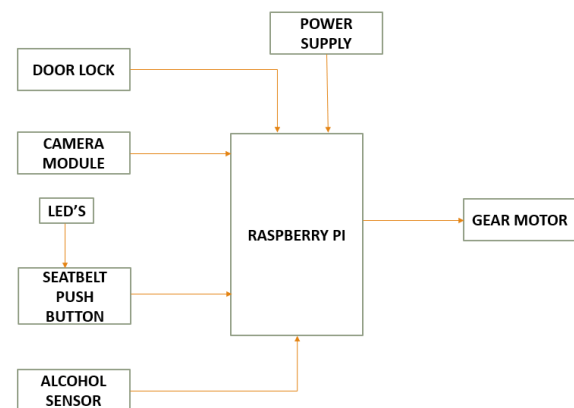 POWER
SUPPLY
DOOR LOCK
CAMERA
MODULE
LED'S
RASPBERRY PI
GEAR MOTOR
SEATBELT
PUSH
BUTTON
ALCOHOL
SENSOR